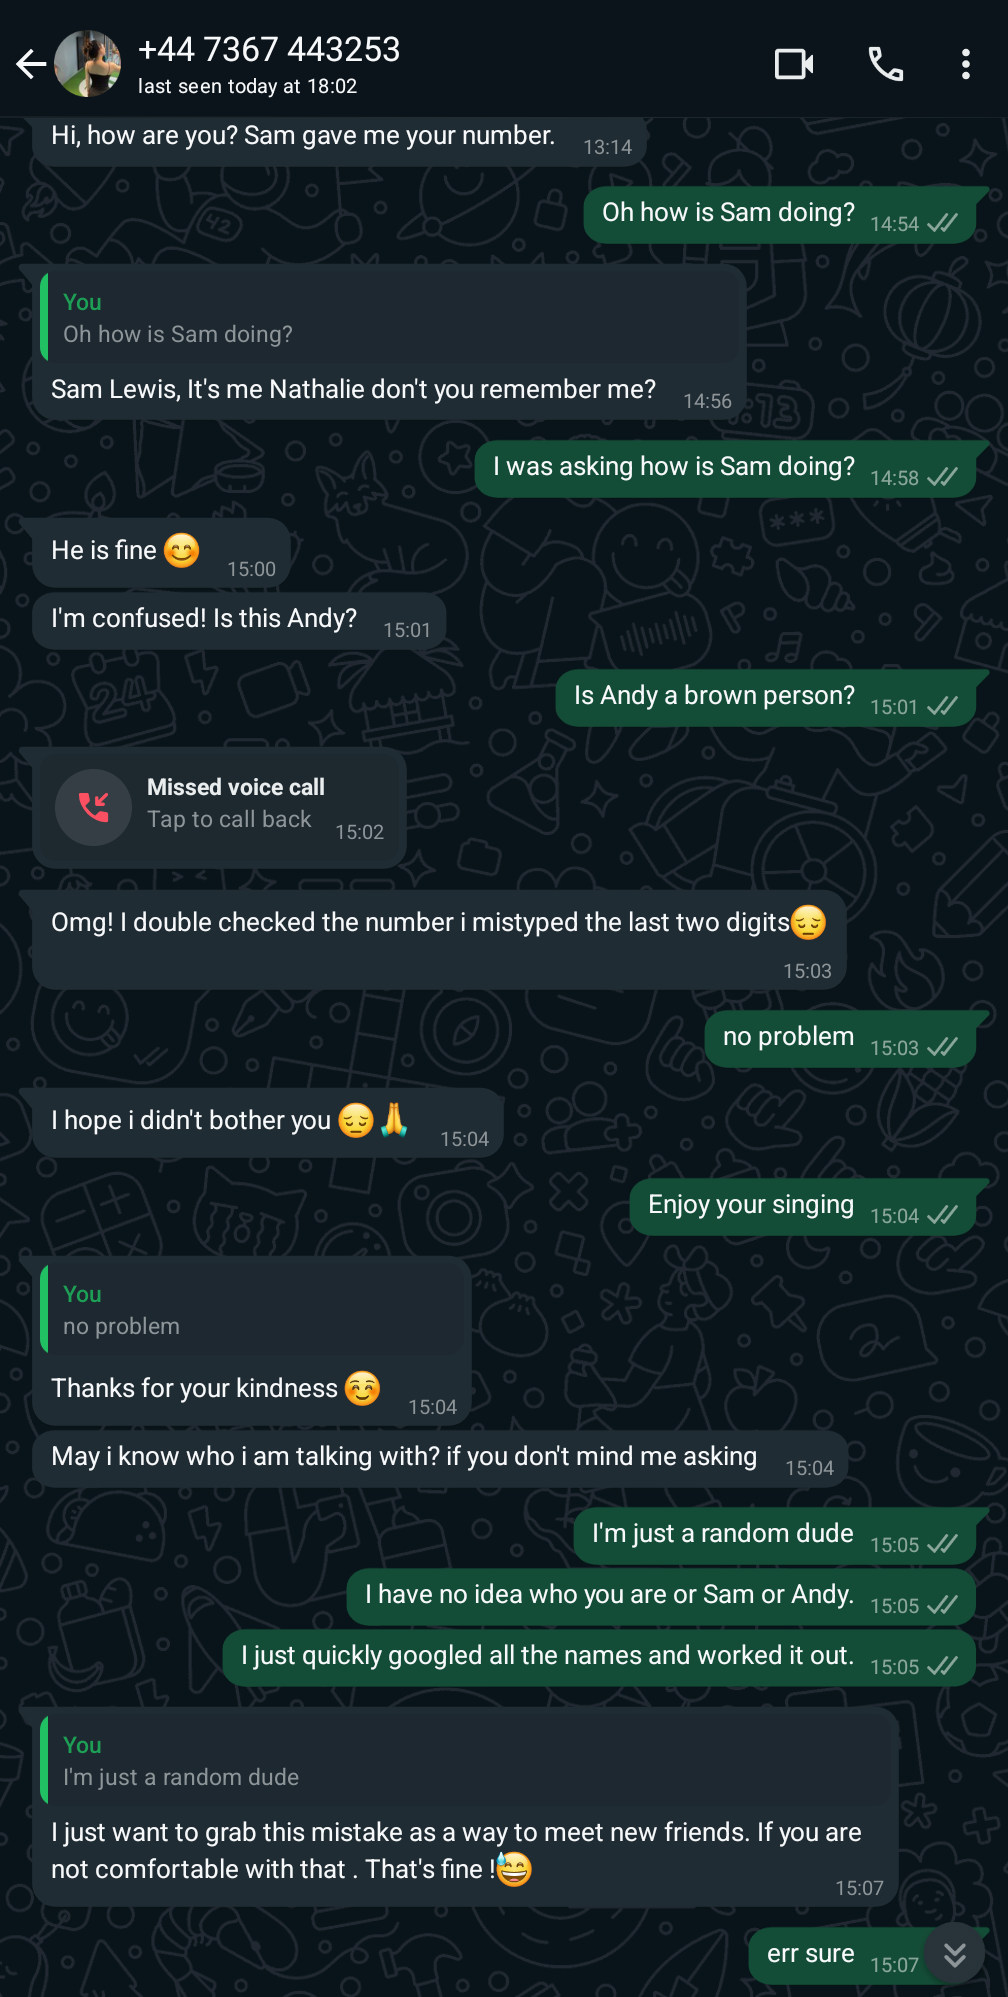 +44 7367 443253
last seen today at 18:02
Hi, how are you? Sam gave me your number.
13:14
Oh how is Sam doing?
14:54
You
Oh how is Sam doing?
Sam Lewis, It's me Nathalie don't you remember me?
14:56
I was asking how is Sam doing?
14:58
He is fine 😊
15:00
I'm confused! Is this Andy?
15:01
Is Andy a brown person?
15:01
Missed voice call
Tap to call back
15:02
Omg! I double checked the number i mistyped the last two digits😔
15:03
no problem
15:03
I hope i didn't bother you 😔🙏
15:04
Enjoy your singing
15:04
You
no problem
Thanks for your kindness ☺️
15:04
May i know who i am talking with? if you don't mind me asking
15:04
I'm just a random dude
15:05
I have no idea who you are or Sam or Andy.
15:05
I just quickly googled all the names and worked it out.
15:05
You
I'm just a random dude
I just want to grab this mistake as a way to meet new friends. If you are
not comfortable with that . That's fine !😅
15:07
err sure
15:07